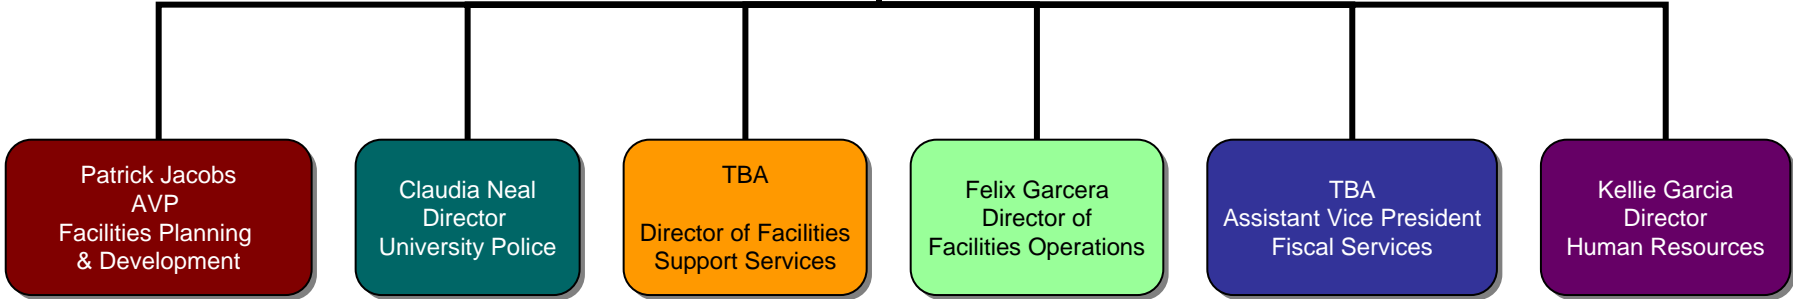 Patrick Jacobs
AVP
Facilities Planning
& Development
Claudia Neal
Director
University Police
TBA
Director of Facilities
Support Services
Felix Garcera
Director of
Facilities Operations
TBA
Assistant Vice President
Fiscal Services
Kellie Garcia
Director
Human Resources